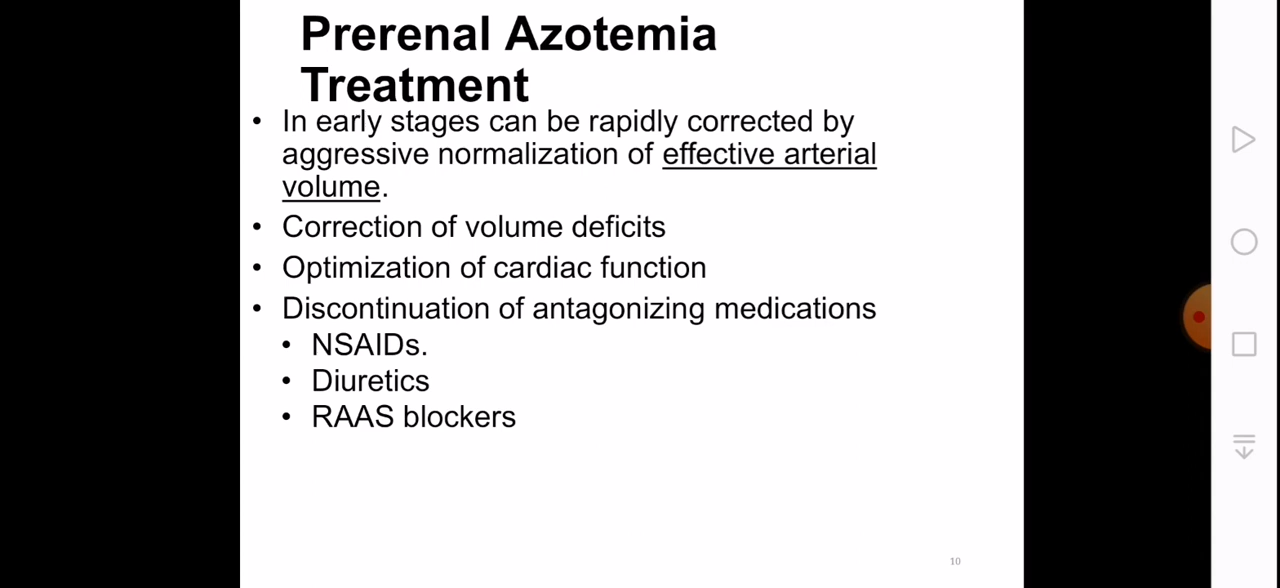 Prerenal Azotemia
Treatment
• In early stages can be rapidly corrected by
aggressive normalization of effective arterial
volume.
• Correction of volume deficits
• Optimization of cardiac function
• Discontinuation of antagonizing medications
• NSAIDs.
• Diuretics
• RAAS blockers
10